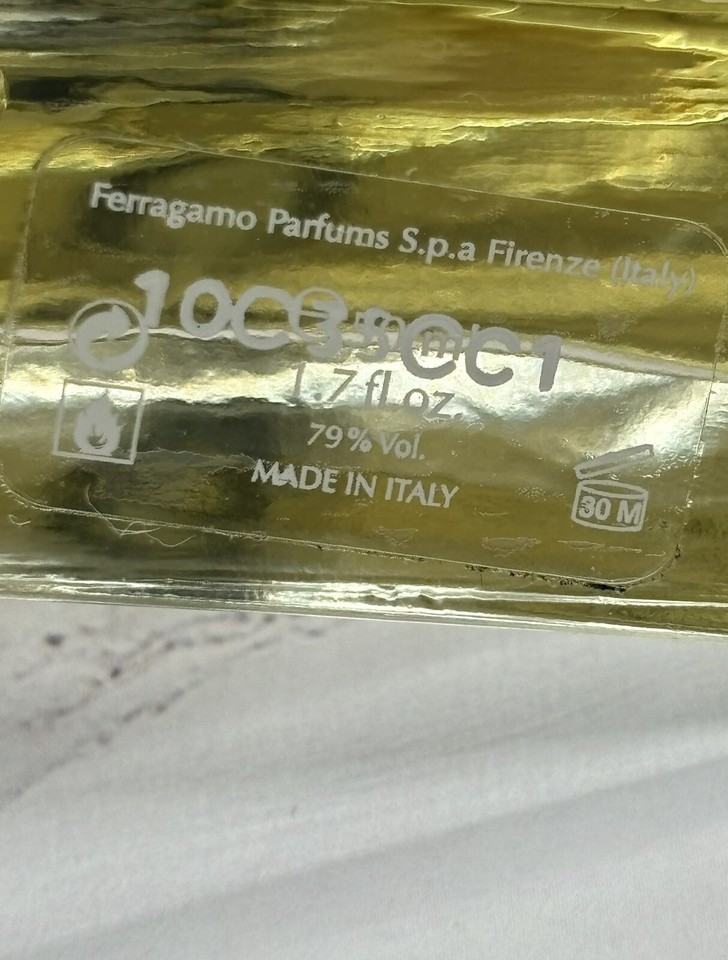 Ferragamo Parfums S.p.a Firenze (Italy)
1.7 fl oz.
79% Vol.
MADE IN ITALY
30 M